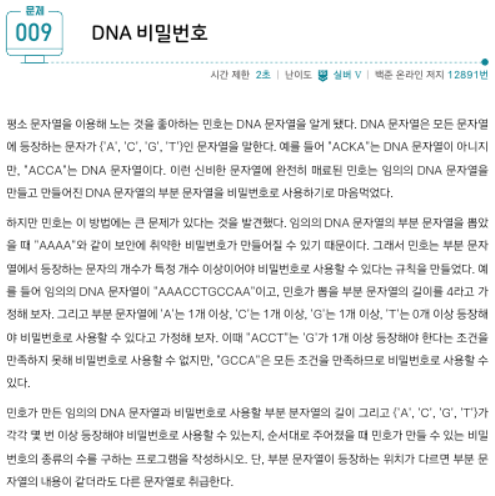 문제
009
DNA 비밀번호
시간 제한 2초 | 난이도 실버 V | 백준 온라인 저지 12891번
평소 문자열을 이용해 노는 것을 좋아하는 민호는 DNA 문자열을 알게 됐다. DNA 문자열은 모든 문자열
에 등장하는 문자가 {'A', 'C', 'G', 'T'}인 문자열을 말한다. 예를 들어 "ACKA"는 DNA 문자열이 아니지
만, "ACCA"는 DNA 문자열이다. 이런 신비한 문자열에 완전히 매료된 민호는 임의의 DNA 문자열을
만들고 만들어진 DNA 문자열의 부분 문자열을 비밀번호로 사용하기로 마음먹었다.
하지만 민호는 이 방법에는 큰 문제가 있다는 것을 발견했다. 임의의 DNA 문자열의 부분 문자열을 뽑았
을 때 "AAAA"와 같이 보안에 취약한 비밀번호가 만들어질 수 있기 때문이다. 그래서 민호는 부분 문자
열에서 등장하는 문자의 개수가 특정 개수 이상이어야 비밀번호로 사용할 수 있다는 규칙을 만들었다. 예
를 들어 임의의 DNA 문자열이 "AAACCTGCCAA"이고, 민호가 뽑을 부분 문자열의 길이를 4라고 가
정해 보자. 그리고 부분 문자열에 'A'는 1개 이상, 'C'는 1개 이상, 'G'는 1개 이상, 'T'는 0개 이상 등장해
야 비밀번호로 사용할 수 있다고 가정해 보자. 이때 "ACCT"는 'G'가 1개 이상 등장해야 한다는 조건을
만족하지 못해 비밀번호로 사용할 수 없지만, "GCCA"은 모든 조건을 만족하므로 비밀번호로 사용할 수
있다.
민호가 만든 임의의 DNA 문자열과 비밀번호로 사용할 부분 분자열의 길이 그리고 {'A', 'C', 'G', 'T'}가
각각 몇 번 이상 등장해야 비밀번호로 사용할 수 있는지, 순서대로 주어졌을 때 민호가 만들 수 있는 비밀
번호의 종류의 수를 구하는 프로그램을 작성하시오. 단, 부분 문자열이 등장하는 위치가 다르면 부분 문
자열의 내용이 같더라도 다른 문자열로 취급한다.